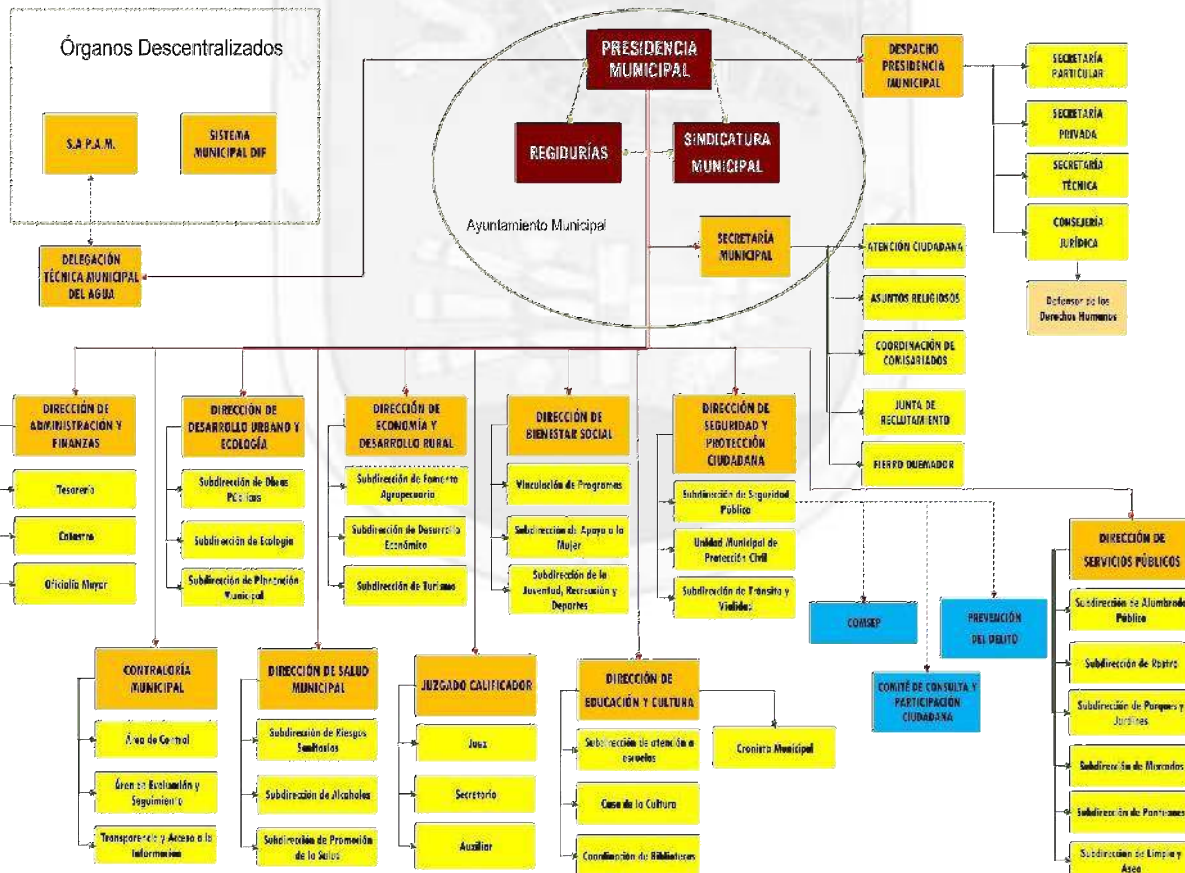 Órganos Descentralizados
S.A P.A.M.
SISTEMA
MUNICIPAL DIF
DELEGACIÓN
TÉCNICA MUNICIPAL
DEL AGUA
PRESIDENCIA
MUNICIPAL
REGIDURÍAS
SINDICATURA
MUNICIPAL
Ayuntamiento Municipal
SECRETARÍA
MUNICIPAL
DESPACHO
PRESIDENCIA
MUNICIPAL
SECRETARÍA
PARTICULAR
SECRETARÍA
PRIVADA
SECRETARÍA
TÉCNICA
CONSEJERÍA
JURÍDICA
Defensor de los
Derechos Humanos
ATENCIÓN CIUDADANA
ASUNTOS RELIGIOSOS
COORDINACIÓN DE
COMISARIADOS
JUNTA DE
RECLUTAMIENTO
FIERRO QUEMADOR
DIRECCIÓN DE
ADMINISTRACIÓN Y
FINANZAS
Tesorería
Catastro
Oficialía Mayor
DIRECCIÓN DE
DESARROLLO URBANO Y
ECOLOGÍA
Subdirección de Obras
Públicas
Subdirección de Ecología
Subdirección de Planeación
Municipal
DIRECCIÓN DE
ECONOMÍA Y
DESARROLLO RURAL
Subdirección de Fomento
Agropecuario
Subdirección de Desarrollo
Económico
Subdirección de Turismo
DIRECCIÓN DE
BIENESTAR SOCIAL
Vinculación de Programas
Subdirección de Apoyo a la
Mujer
Subdirección de la
Juventud, Recreación y
Deportes
DIRECCIÓN DE
SEGURIDAD Y
PROTECCIÓN
CIUDADANA
Subdirección de Seguridad
Pública
Unidad Municipal de
Protección Civil
Subdirección de Tránsito y
Vialidad
COMSEP
PREVENCIÓN
DEL DELITO
COMITÉ DE CONSULTA Y
PARTICIPACIÓN
CIUDADANA
DIRECCIÓN DE
SERVICIOS PÚBLICOS
Subdirección de Alumbrado
Público
Subdirección de Rastro
Subdirección de Parques y
Jardines
Subdirección de Mercados
Subdirección de Panteones
Subdirección de Limpia y
Aseo
CONTRALORÍA
MUNICIPAL
Área de Control
Área de Evaluación y
Seguimiento
Transparencia y Acceso a la
Información
DIRECCIÓN DE SALUD
MUNICIPAL
Subdirección de Riesgos
Sanitarios
Subdirección de Alcoholes
Subdirección de Promoción
de la Salud
JUZGADO CALIFICADOR
Juez
Secretario
Auxiliar
DIRECCIÓN DE
EDUCACIÓN Y CULTURA
Subdirección de atención a
escuelas
Casa de la Cultura
Coordinación de Bibliotecas
Cronista Municipal